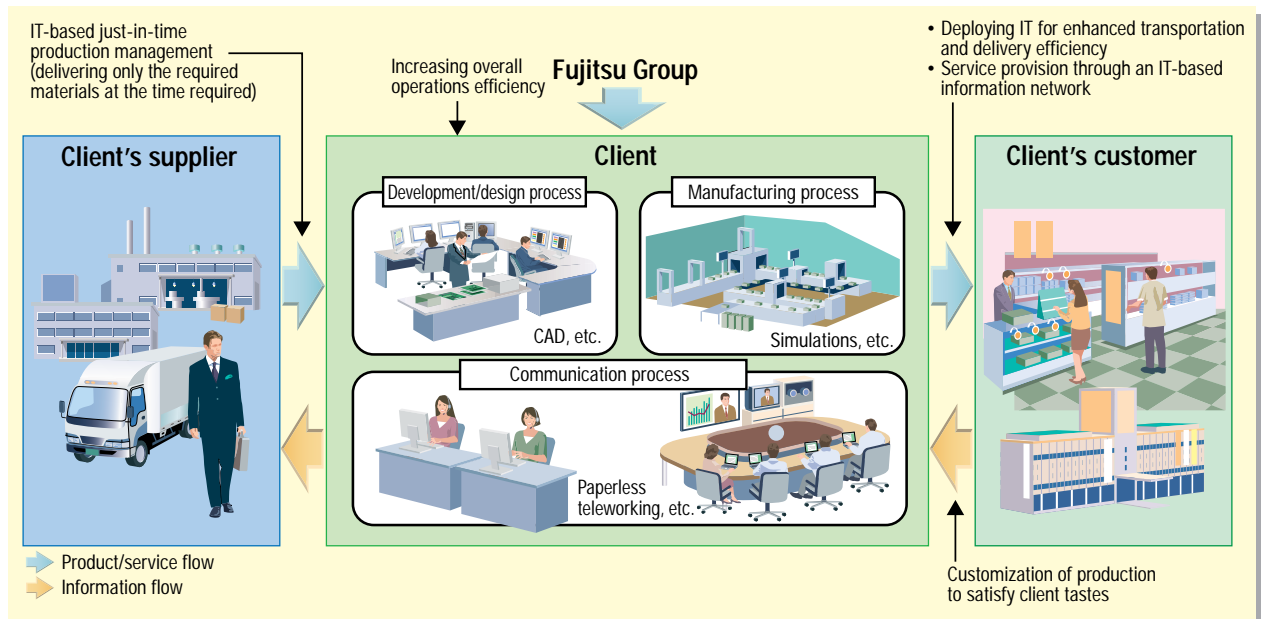 IT-based just-in-time
production management
(delivering only the required
materials at the time required)
Increasing overall
operations efficiency
Fujitsu Group
• Deploying IT for enhanced transportation
and delivery efficiency
• Service provision through an IT-based
information network
Client's supplier
Client
Client's customer
Development/design process
CAD, etc.
Manufacturing process
Simulations, etc.
Communication process
Paperless
teleworking, etc.
Product/service flow
Information flow
Customization of production
to satisfy client tastes